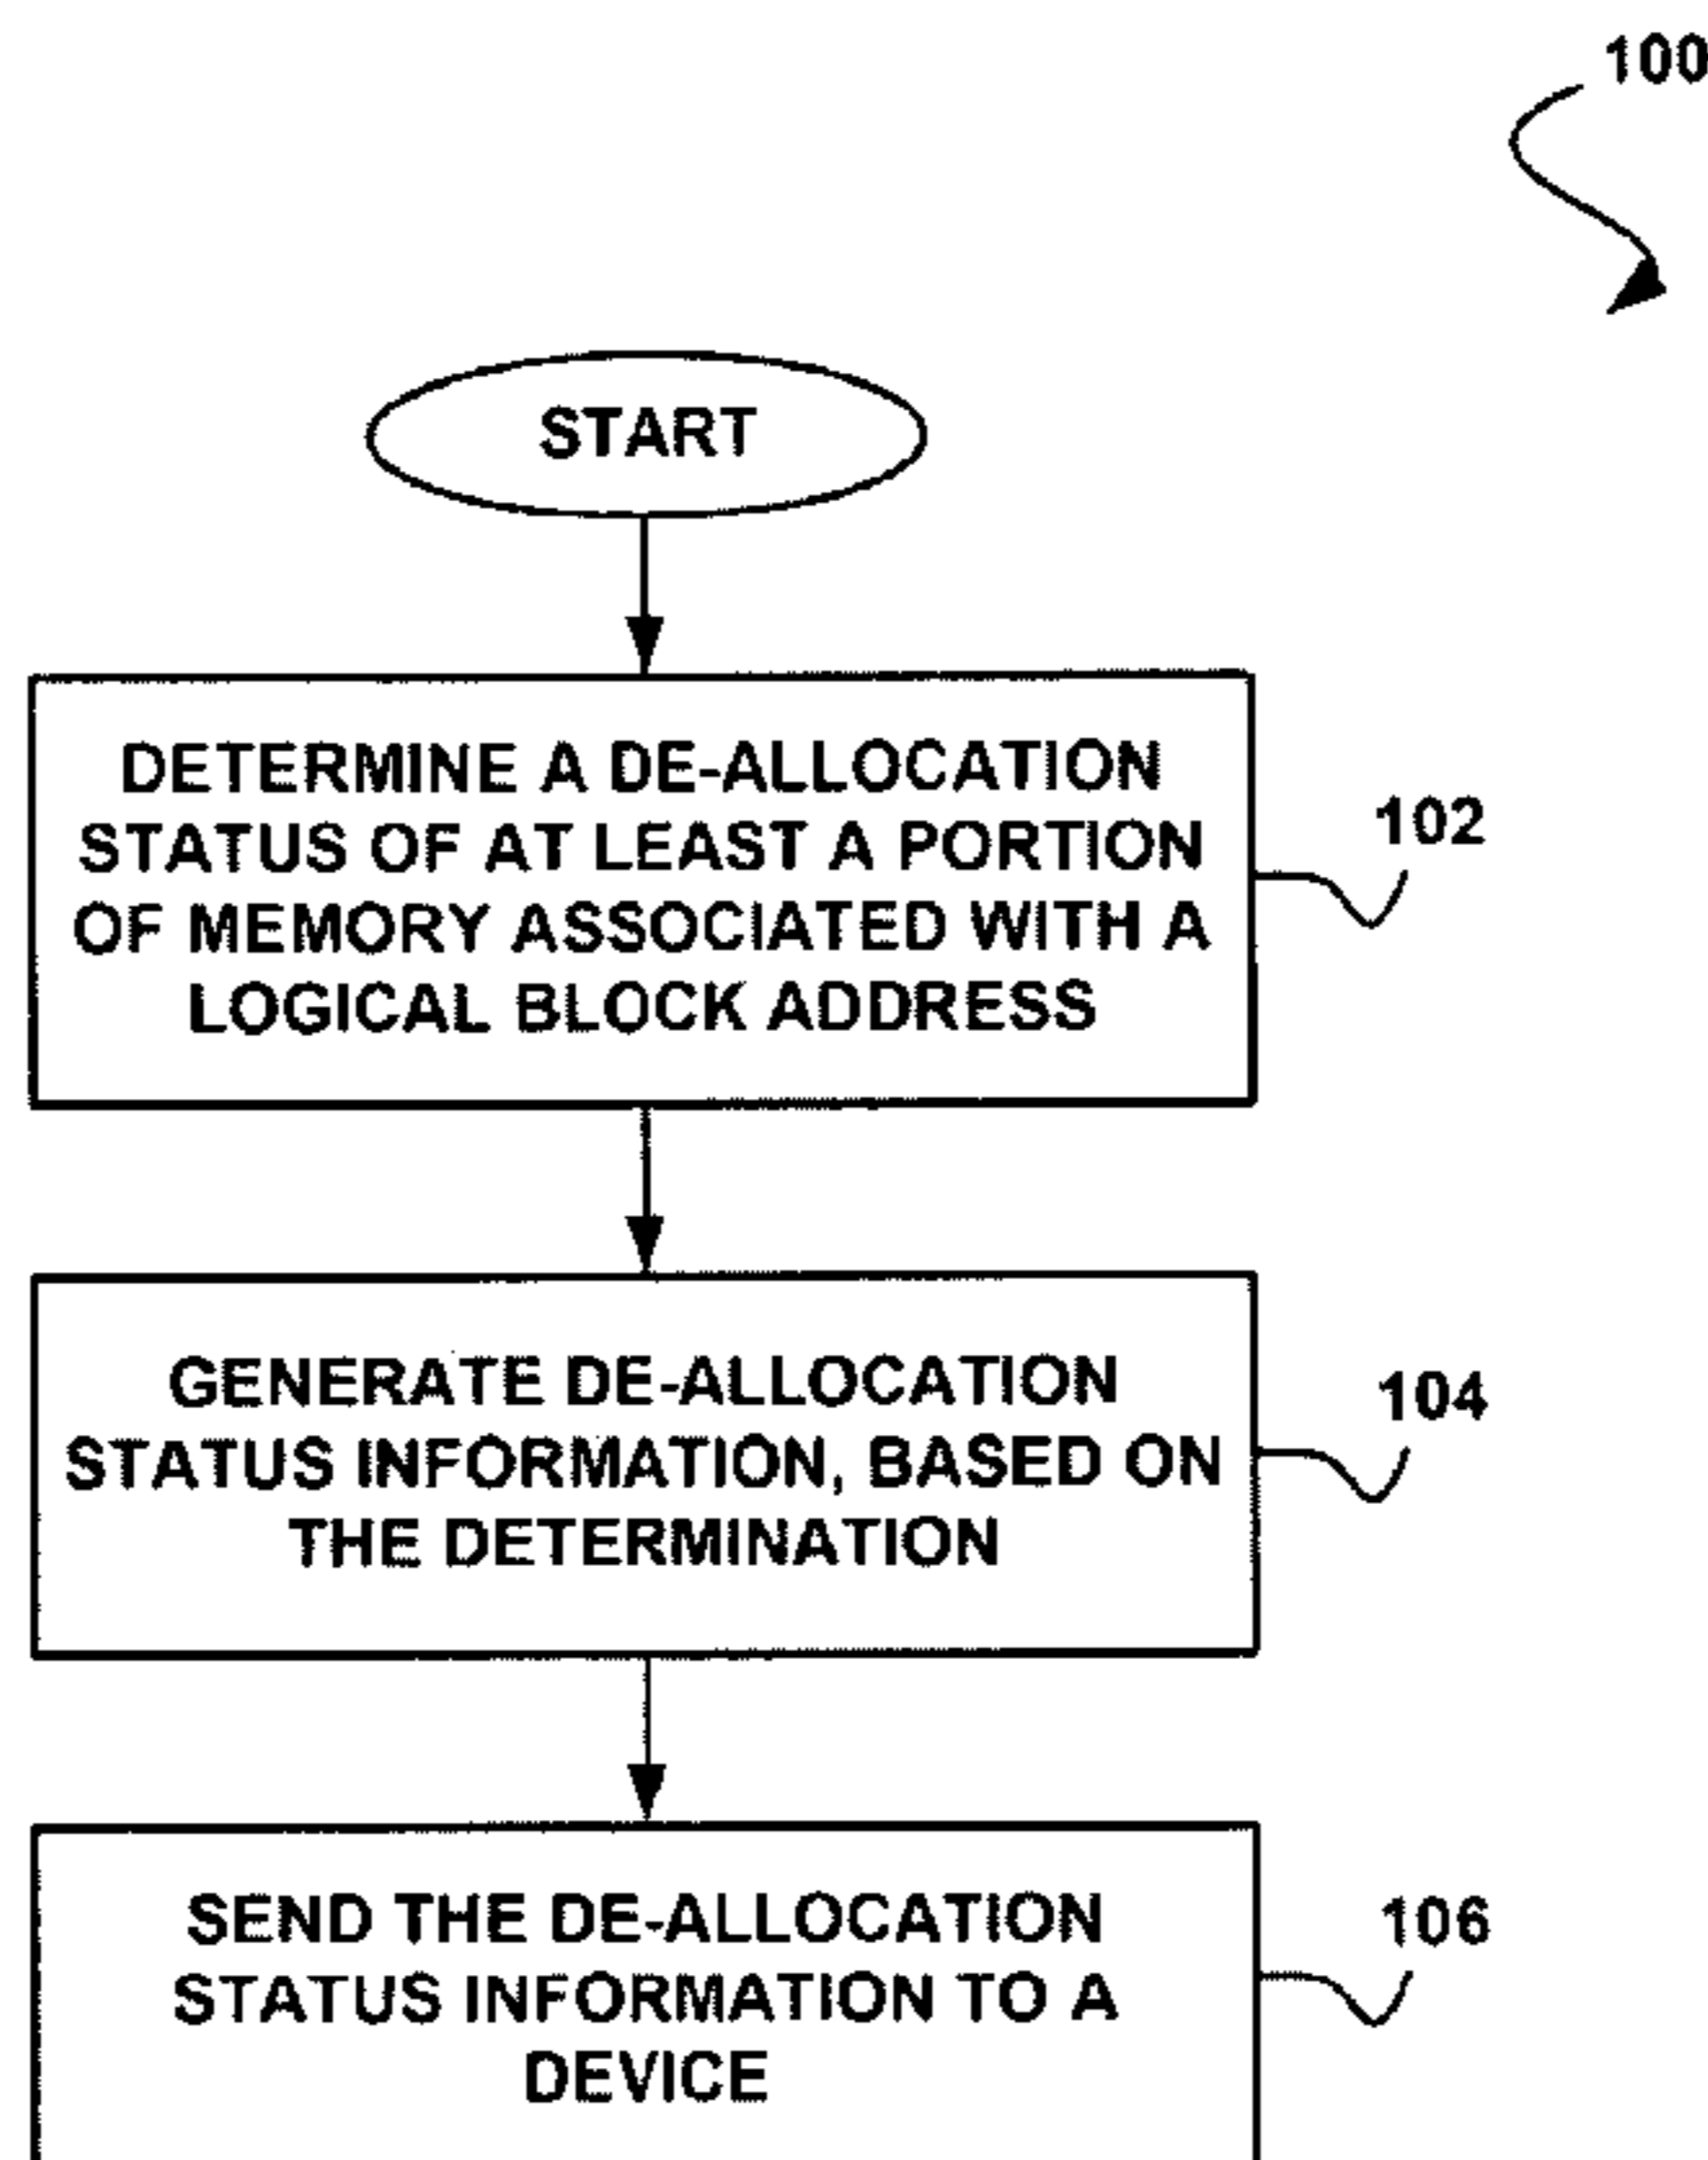 100
START
DETERMINE A DE-ALLOCATION
STATUS OF AT LEAST A PORTION
OF MEMORY ASSOCIATED WITH A
LOGICAL BLOCK ADDRESS
102
GENERATE DE-ALLOCATION
STATUS INFORMATION, BASED ON
THE DETERMINATION
104
SEND THE DE-ALLOCATION
STATUS INFORMATION TO A
DEVICE
106